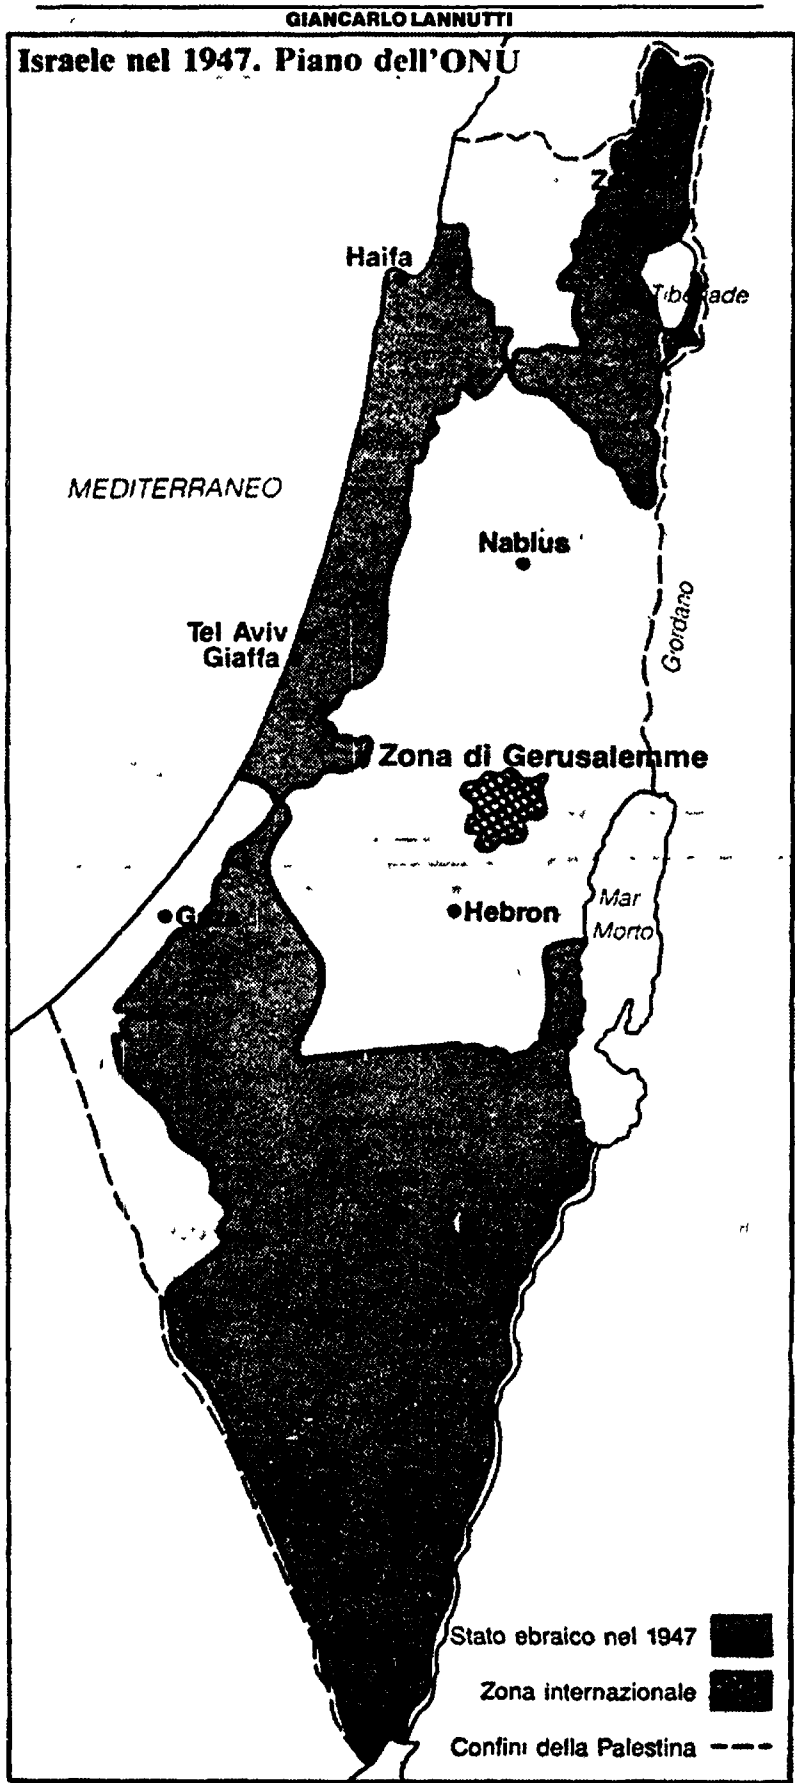 GIANCARLO LANNUTTI
Israele nel 1947. Piano dell'ONU
Z
Haifa
Tiberiade
MEDITERRANEO
Nablus
Giordano
Tel Aviv
Giaffa
Zona di Gerusalemme
Gaza
Hebron
Mar
Morto
Stato ebraico nel 1947
Zona internazionale
Confini della Palestina